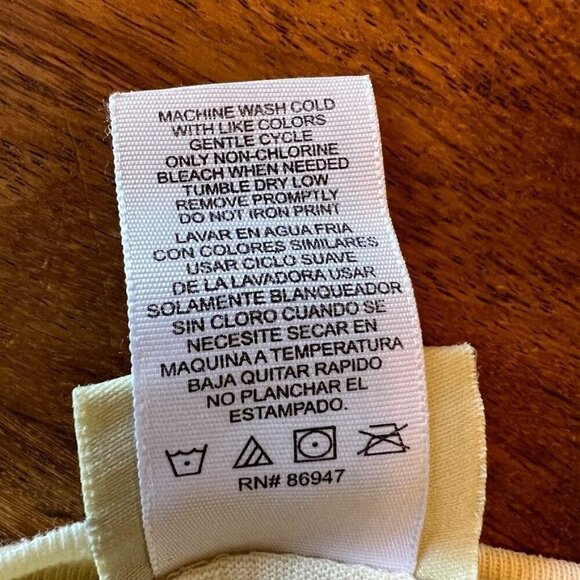 MACHINE WASH COLD
WITH LIKE COLORS
GENTLE CYCLE
ONLY NON-CHLORINE
BLEACH WHEN NEEDED
TUMBLE DRY LOW
REMOVE PROMPTLY
DO NOT IRON PRINT
LAVAR EN AGUA FRIA
CON COLORES SIMILARES
USAR CICLO SUAVE
DE LA LAVADORA USAR
SOLAMENTE BLANQUEADOR
SIN CLORO CUANDO SE
NECESITE SECAR EN
MAQUINA A TEMPERATURA
BAJA QUITAR RAPIDO
NO PLANCHAR EL
ESTAMPADO.
RN# 86947